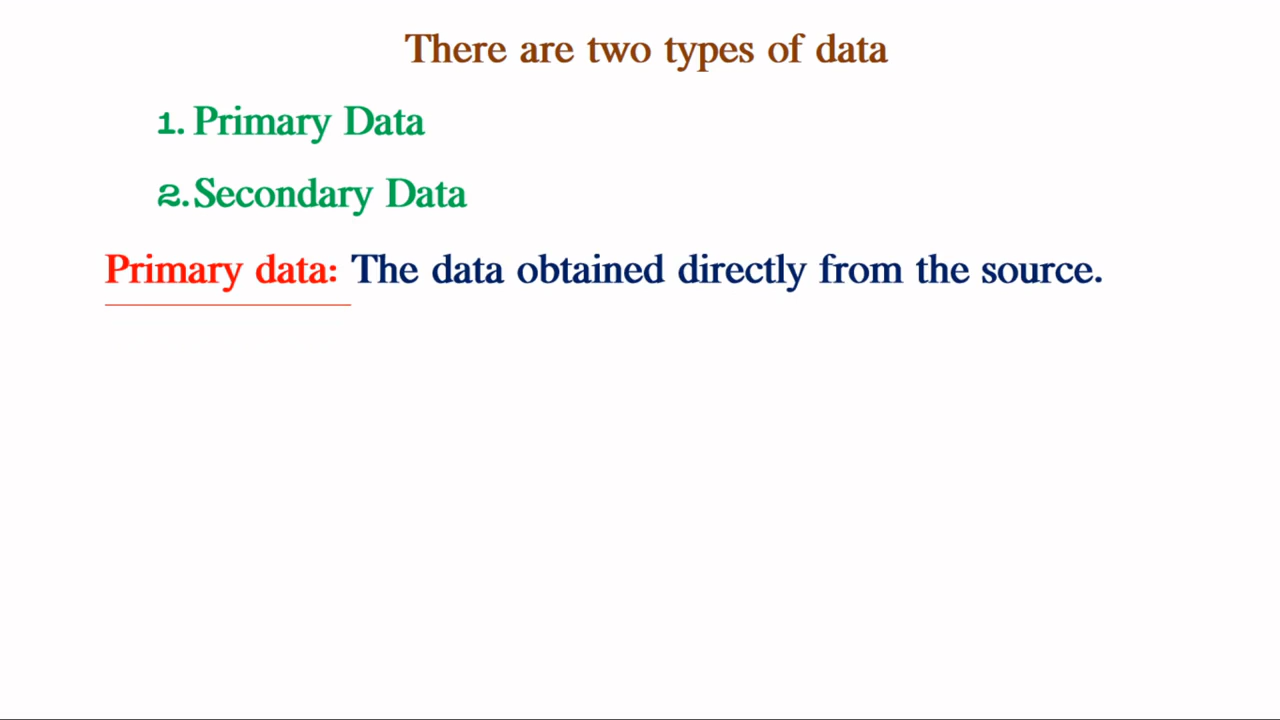 There are two types of data
1. Primary Data
2. Secondary Data
Primary data: The data obtained directly from the source.